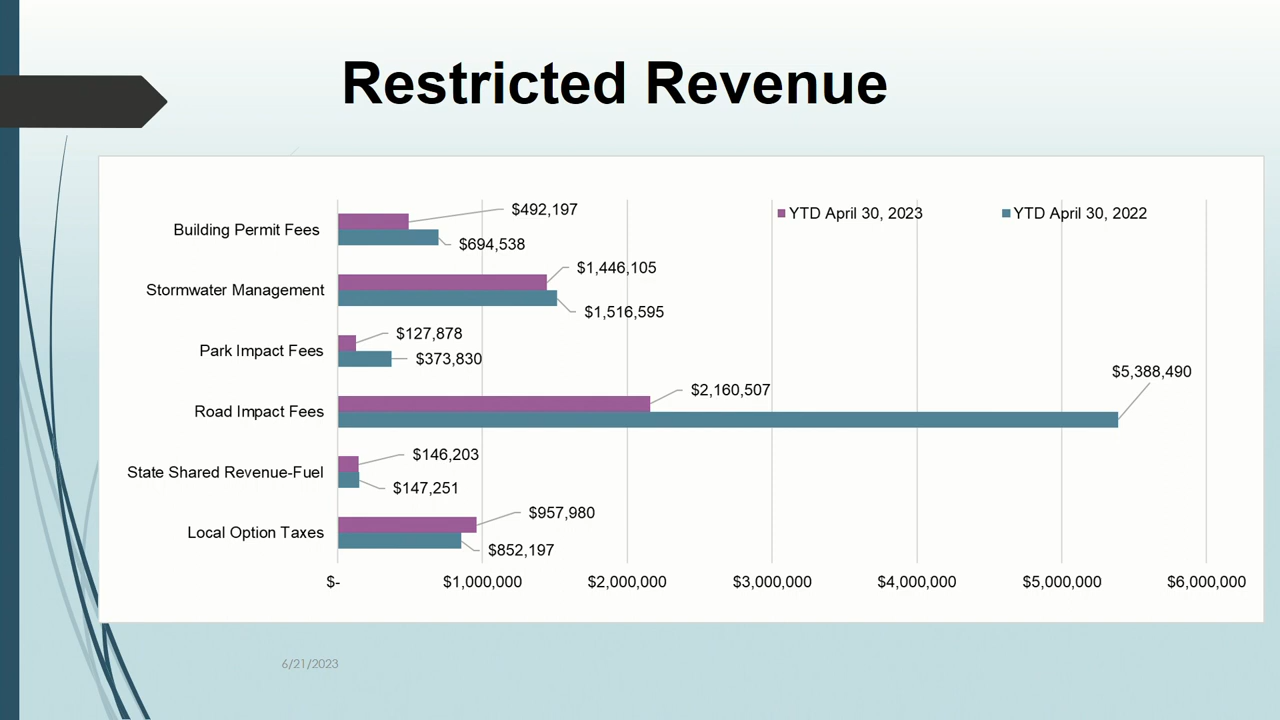 Restricted Revenue
YTD April 30, 2023
YTD April 30, 2022
Building Permit Fees
$492,197
$694,538
Stormwater Management
$1,446,105
$1,516,595
Park Impact Fees
$127,878
$373,830
Road Impact Fees
$2,160,507
$5,388,490
State Shared Revenue-Fuel
$146,203
$147,251
Local Option Taxes
$957,980
$852,197
$- $1,000,000 $2,000,000 $3,000,000 $4,000,000 $5,000,000 $6,000,000
6/21/2023